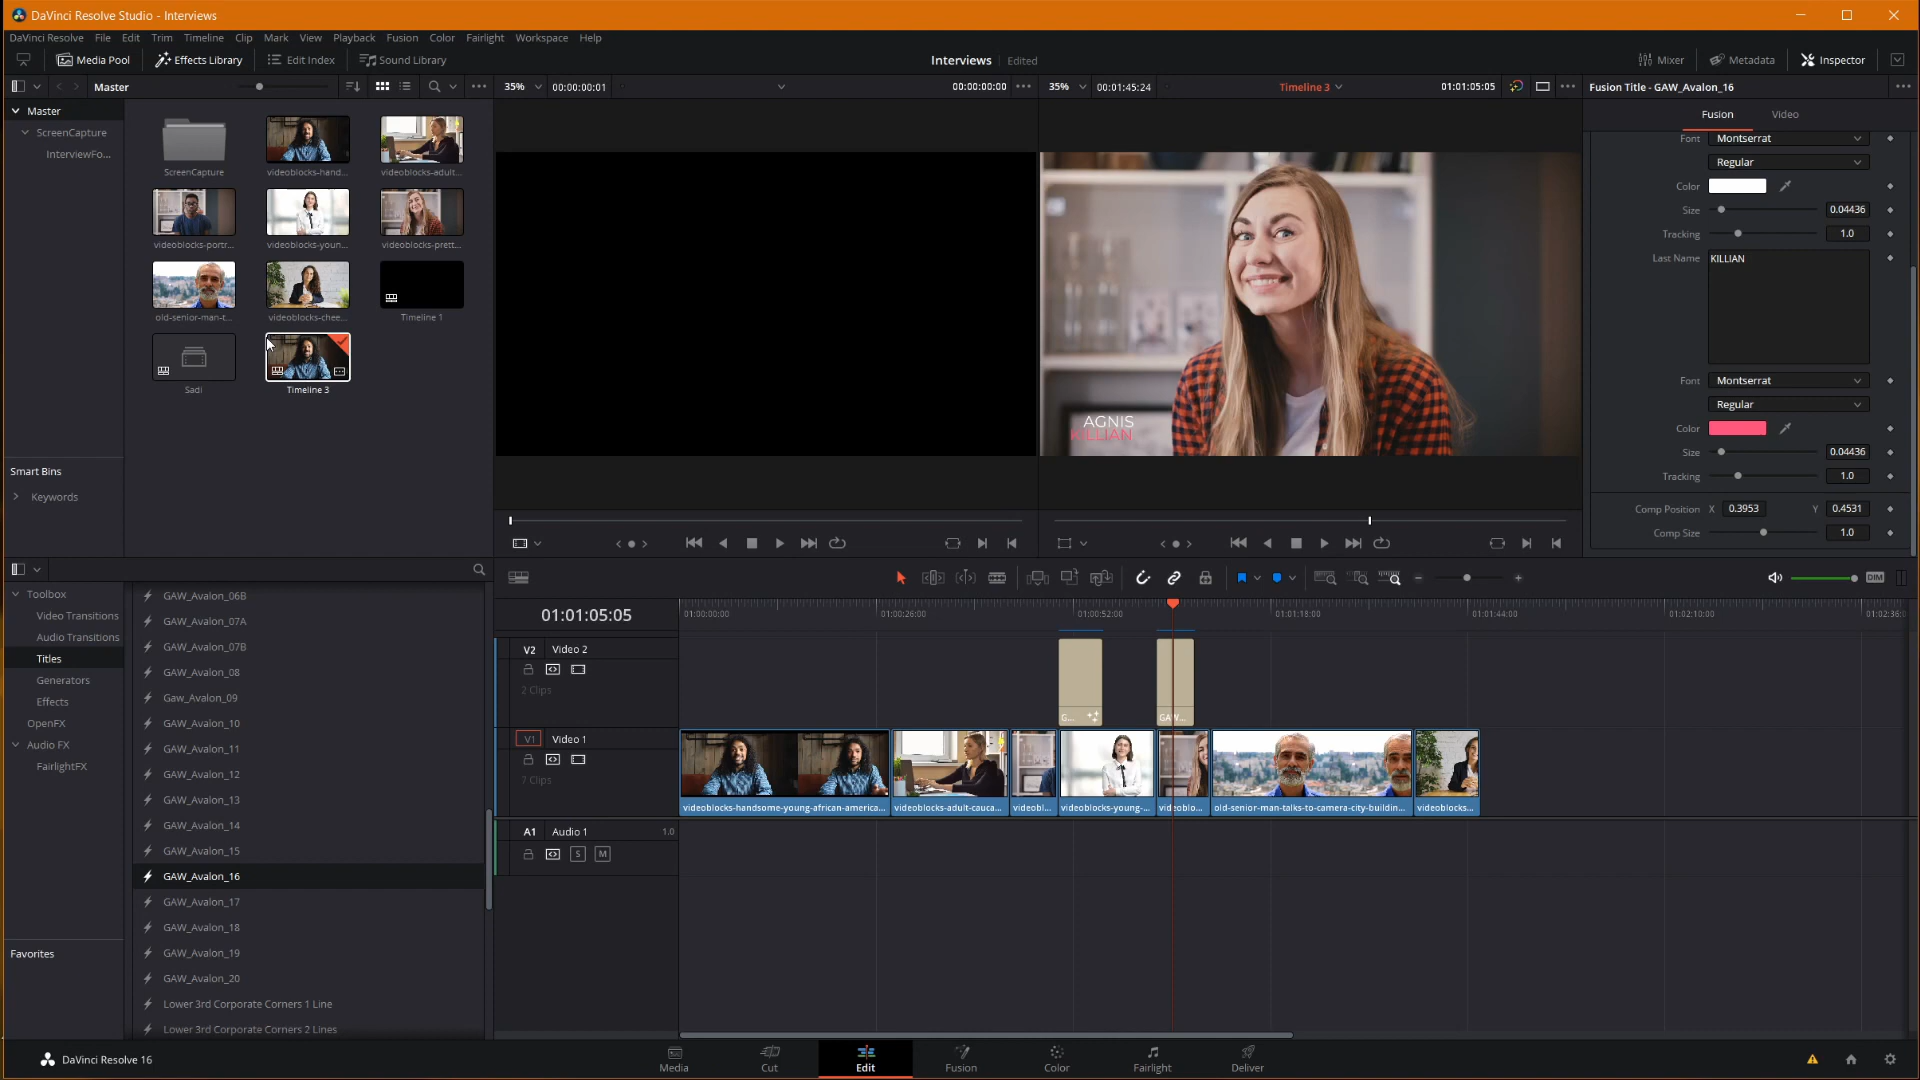 DaVinci Resolve Studio - Interviews
DaVinci Resolve File Edit Trim Timeline Clip Mark View Playback Fusion Color Fairlight Workspace Help
Media Pool Effects Library Edit Index Sound Library Interviews Edited Mixer Metadata Inspector
Master 35% 00:00:00:01 00:00:00:00 35% 00:01:45:24 Timeline 3 01:01:05:05 Fusion Title - GAW_Avalon_16
Master
ScreenCapture
InterviewFo...
ScreenCapture videoblocks-hand... videoblocks-adult...
videoblocks-portr... videoblocks-youn... videoblocks-prett...
old-senior-man-t... videoblocks-chee... Timeline 1
Sadi Timeline 3
Smart Bins
Keywords
AGNIS
KILLIAN
Fusion Video
Font Montserrat
Regular
Color
Size 0.04436
Tracking 1.0
Last Name KILLIAN
Font Montserrat
Regular
Color
Size 0.04436
Tracking 1.0
Comp Position X 0.3953 Y 0.4531
Comp Size 1.0
Toolbox
Video Transitions
Audio Transitions
Titles
Generators
Effects
OpenFX
Audio FX
FairlightFX
Favorites
GAW_Avalon_06B
GAW_Avalon_07A
GAW_Avalon_07B
GAW_Avalon_08
Gaw_Avalon_09
GAW_Avalon_10
GAW_Avalon_11
GAW_Avalon_12
GAW_Avalon_13
GAW_Avalon_14
GAW_Avalon_15
GAW_Avalon_16
GAW_Avalon_17
GAW_Avalon_18
GAW_Avalon_19
GAW_Avalon_20
Lower 3rd Corporate Corners 1 Line
Lower 3rd Corporate Corners 2 Lines
DIM
01:01:05:05 01:00:00:00 01:00:26:00 01:00:52:00 01:01:18:00 01:01:44:00 01:02:10:00 01:02:36:0
V2 Video 2
2 Clips
G... GAW...
V1 Video 1
7 Clips
videoblocks-handsome-young-african-america... videoblocks-adult-cauca... videobl... videoblocks-young-... videoblo... old-senior-man-talks-to-camera-city-buildin... videoblocks...
A1 Audio 1 1.0
S M
DaVinci Resolve 16
Media Cut Edit Fusion Color Fairlight Deliver